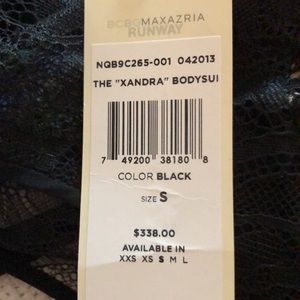 BCBGMAXAZRIA
RUNWAY
NQB9C265-001 042013
THE "XANDRA" BODYSUI
7 49200 38180 8
COLOR BLACK
SIZE S
$338.00
AVAILABLE IN
XXS XS S M L